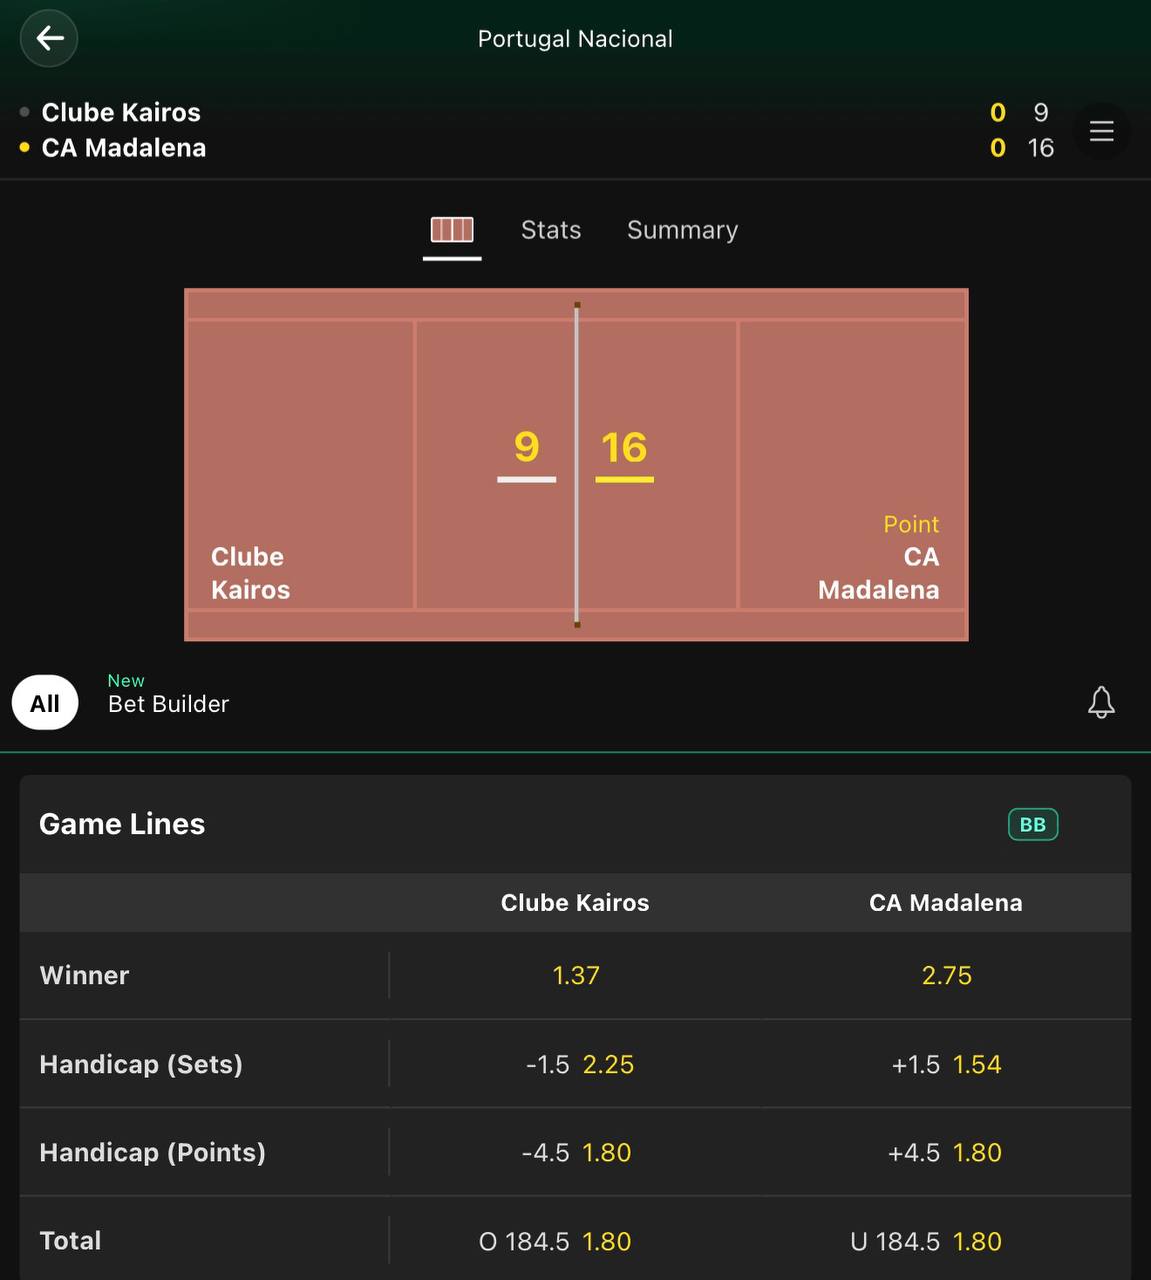 Portugal Nacional
Clube Kairos 0 9
CA Madalena 0 16
Stats Summary
9 16
Point
Clube Kairos
CA Madalena
All
New
Bet Builder
Game Lines BB
Clube Kairos CA Madalena
Winner 1.37 2.75
Handicap (Sets) -1.5 2.25 +1.5 1.54
Handicap (Points) -4.5 1.80 +4.5 1.80
Total O 184.5 1.80 U 184.5 1.80